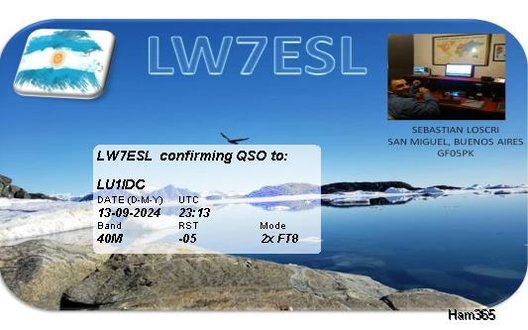 LW7ESL
SEBASTIAN LOSCRI
SAN MIGUEL, BUENOS AIRES
GF05PK
LW7ESL confirming QSO to:
LU1IDC
DATE (D-M-Y) UTC
13-09-2024 23:13
Band RST Mode
40M -05 2x FT8
Ham365